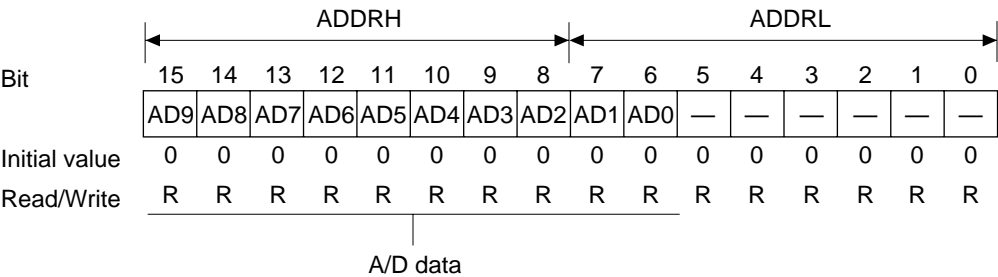 ADDRH ADDRL
Bit 15 14 13 12 11 10 9 8 7 6 5 4 3 2 1 0
AD9 AD8 AD7 AD6 AD5 AD4 AD3 AD2 AD1 AD0 — — — — — —
Initial value 0 0 0 0 0 0 0 0 0 0 0 0 0 0 0 0
Read/Write R R R R R R R R R R R R R R R R
A/D data